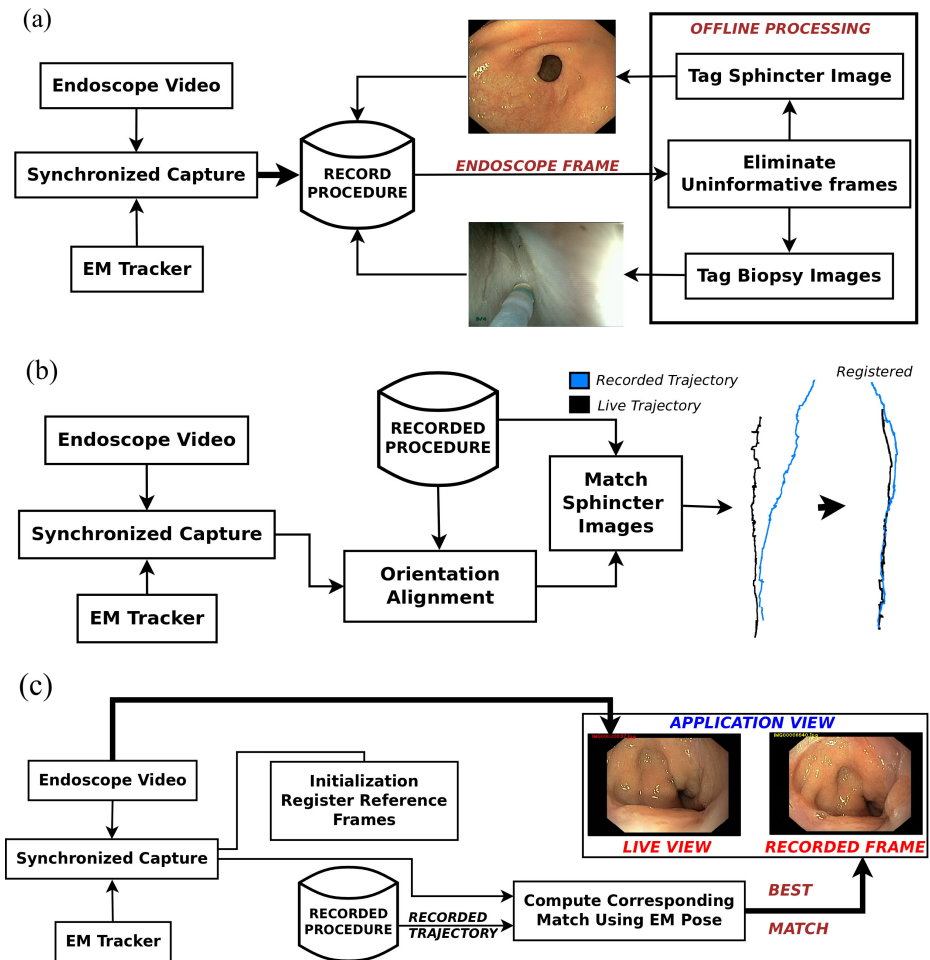 (a)
OFFLINE PROCESSING
Endoscope Video
Tag Sphincter Image
Synchronized Capture
RECORD
PROCEDURE
ENDOSCOPE FRAME
Eliminate
Uninformative frames
EM Tracker
Tag Biopsy Images
(b)
Recorded Trajectory
Live Trajectory
Registered
Endoscope Video
RECORDED
PROCEDURE
Match
Sphincter
Images
Synchronized Capture
Orientation
Alignment
EM Tracker
(c)
APPLICATION VIEW
Endoscope Video
Initialization
Register Reference
Frames
LIVE VIEW
RECORDED FRAME
Synchronized Capture
RECORDED
PROCEDURE
RECORDED
TRAJECTORY
Compute Corresponding
Match Using EM Pose
BEST
MATCH
EM Tracker